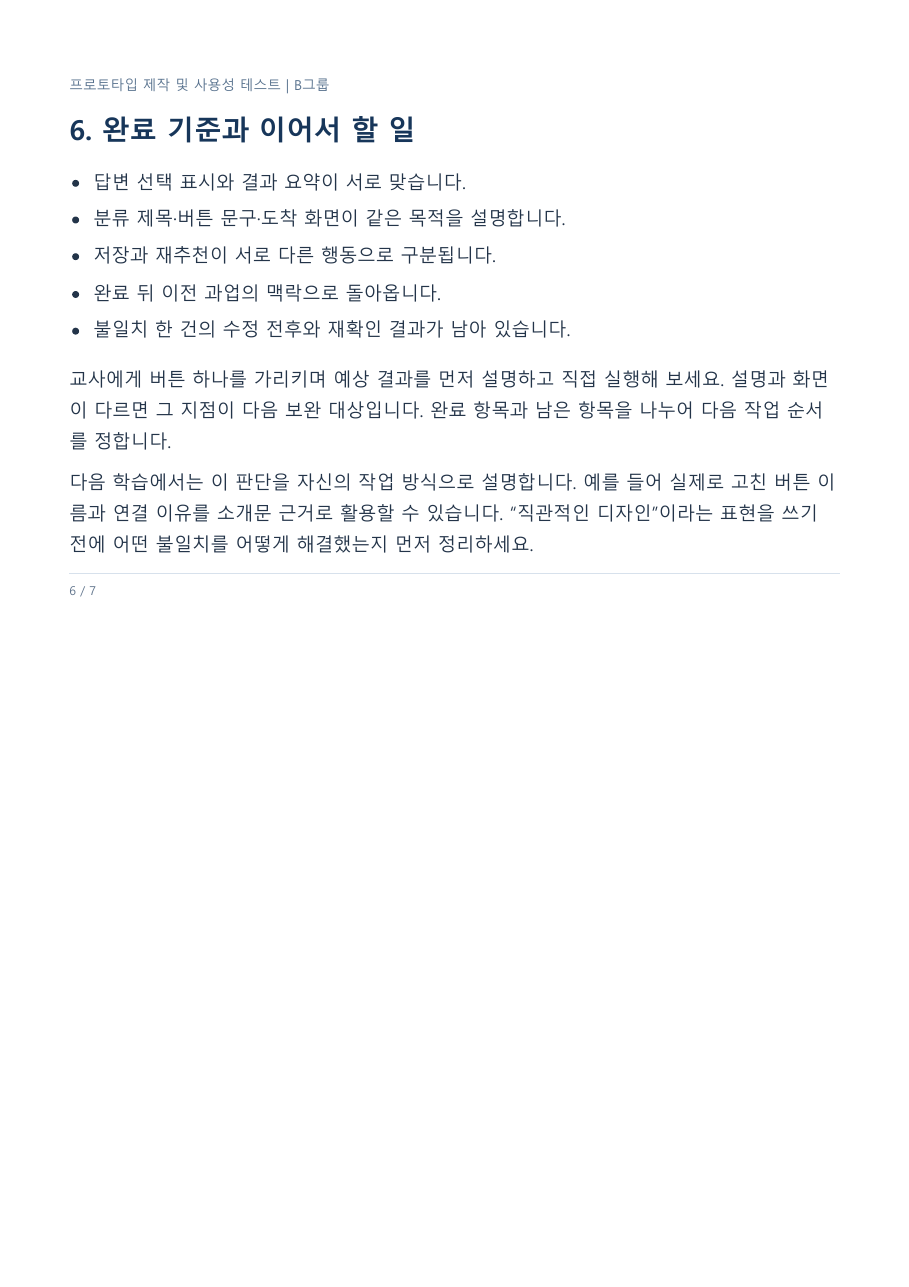 프로토타입 제작 및 사용성 테스트 | B그룹
6. 완료 기준과 이어서 할 일
● 답변 선택 표시와 결과 요약이 서로 맞습니다.
● 분류 제목·버튼 문구·도착 화면이 같은 목적을 설명합니다.
● 저장과 재추천이 서로 다른 행동으로 구분됩니다.
● 완료 뒤 이전 과업의 맥락으로 돌아옵니다.
● 불일치 한 건의 수정 전후와 재확인 결과가 남아 있습니다.
교사에게 버튼 하나를 가리키며 예상 결과를 먼저 설명하고 직접 실행해 보세요. 설명과 화면
이 다르면 그 지점이 다음 보완 대상입니다. 완료 항목과 남은 항목을 나누어 다음 작업 순서
를 정합니다.
다음 학습에서는 이 판단을 자신의 작업 방식으로 설명합니다. 예를 들어 실제로 고친 버튼 이
름과 연결 이유를 소개문 근거로 활용할 수 있습니다. “직관적인 디자인”이라는 표현을 쓰기
전에 어떤 불일치를 어떻게 해결했는지 먼저 정리하세요.
6 / 7